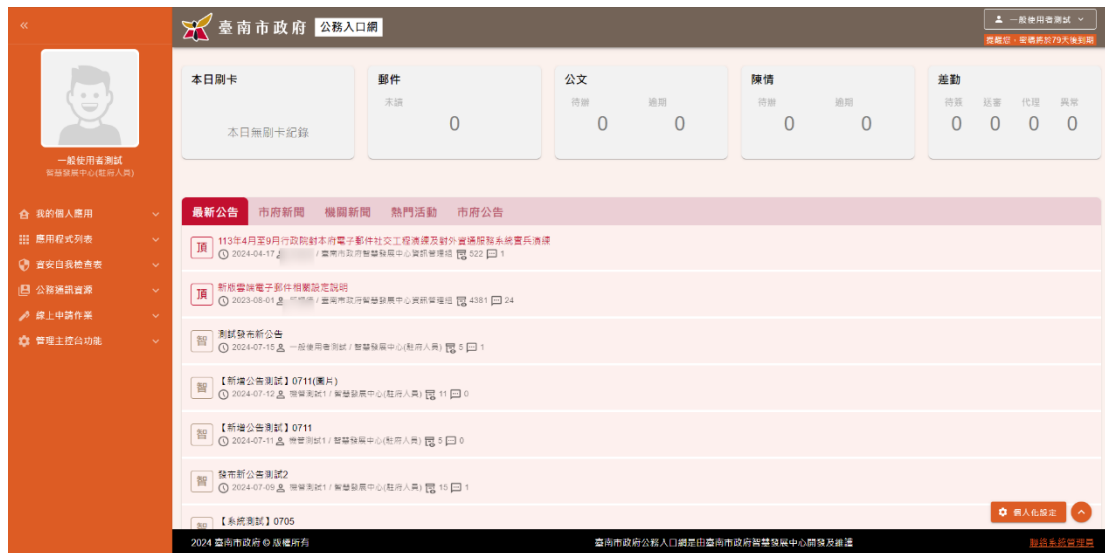 臺南市政府 公務入口網
一般使用者測試
提醒您，密碼將於79天後到期
一般使用者測試
智慧發展中心(駐府人員)
我的個人應用
應用程式列表
資安自我檢查表
公務通訊資源
線上申請作業
管理主控台功能
本日刷卡
本日無刷卡紀錄
郵件
未讀
0
公文
待辦 逾期
0 0
陳情
待辦 逾期
0 0
差勤
待簽 代理 異常
0 0 0 0
最新公告 市府新聞 機關新聞 熱門活動 市府公告
頂 113年4月至9月行政院對本府電子郵件社交工程演練及對外資通服務系統實兵演練
2024-04-17 / 臺南市政府智慧發展中心資訊管理組 522 1
頂 新版雲端電子郵件相關設定說明
2023-08-01 / 臺南市政府智慧發展中心資訊管理組 4381 24
智 測試發布新公告
2024-07-15 一般使用者測試 / 智慧發展中心(駐府人員) 5 1
智 【新增公告測試】0711(圖片)
2024-07-12 機管測試1 / 智慧發展中心(駐府人員) 11 0
智 【新增公告測試】0711
2024-07-11 機管測試1 / 智慧發展中心(駐府人員) 5 0
智 發布新公告測試2
2024-07-09 機管測試1 / 智慧發展中心(駐府人員) 15 1
智 【系統測試】0705
個人化設定
2024 臺南市政府 © 版權所有
臺南市政府公務入口網是由臺南市政府智慧發展中心開發及維護
聯絡系統管理員